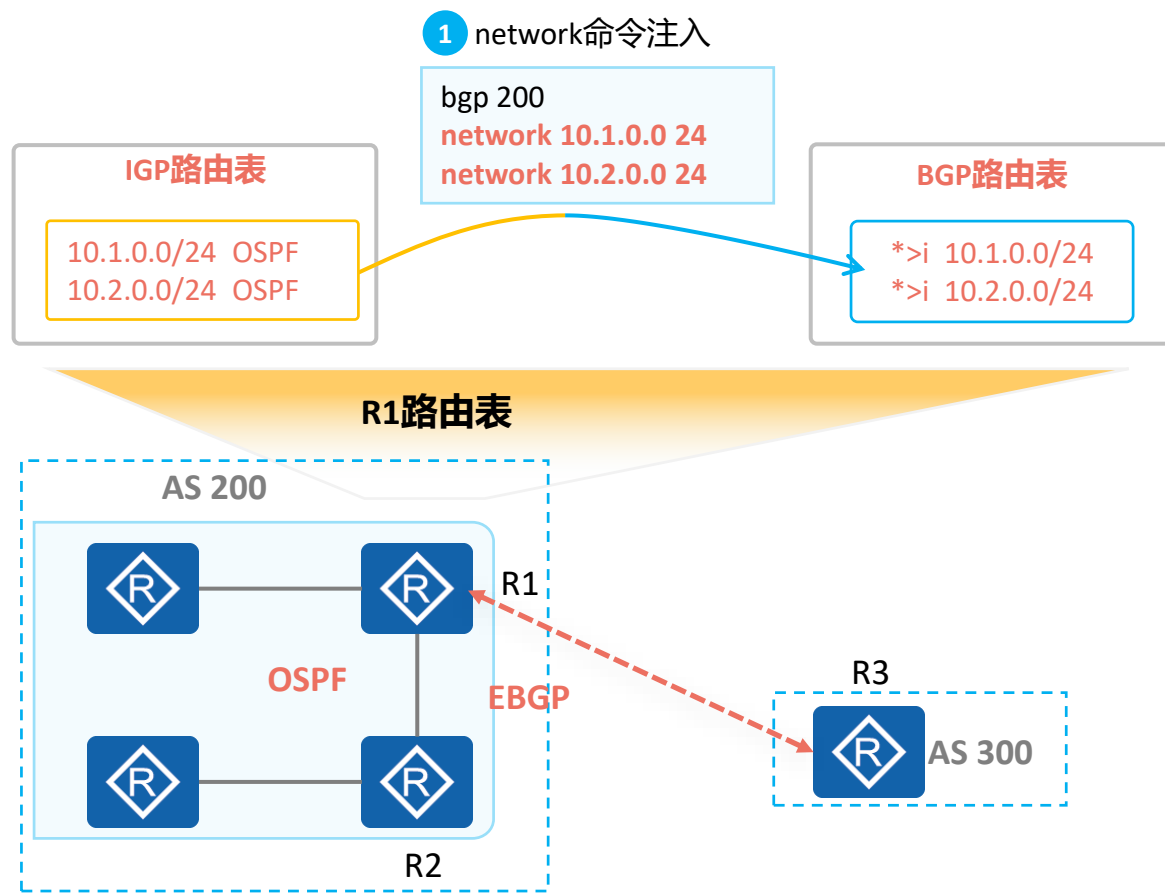 1 network命令注入
bgp 200
network 10.1.0.0 24
network 10.2.0.0 24
IGP路由表
10.1.0.0/24 OSPF
10.2.0.0/24 OSPF
BGP路由表
*>i 10.1.0.0/24
*>i 10.2.0.0/24
R1路由表
AS 200
R
R
R1
OSPF
EBGP
R
R
R2
R3
R
AS 300